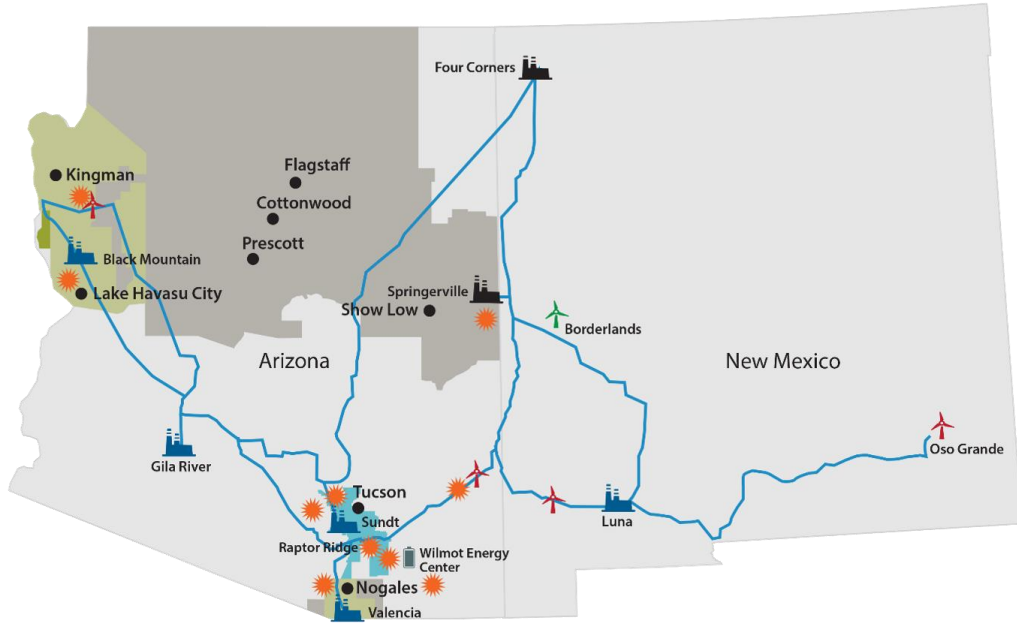 Four Corners
Kingman
Flagstaff
Cottonwood
Prescott
Black Mountain
Lake Havasu City
Springerville
Show Low
Borderlands
Arizona
New Mexico
Gila River
Oso Grande
Tucson
Sundt
Luna
Raptor Ridge
Wilmot Energy
Center
Nogales
Valencia